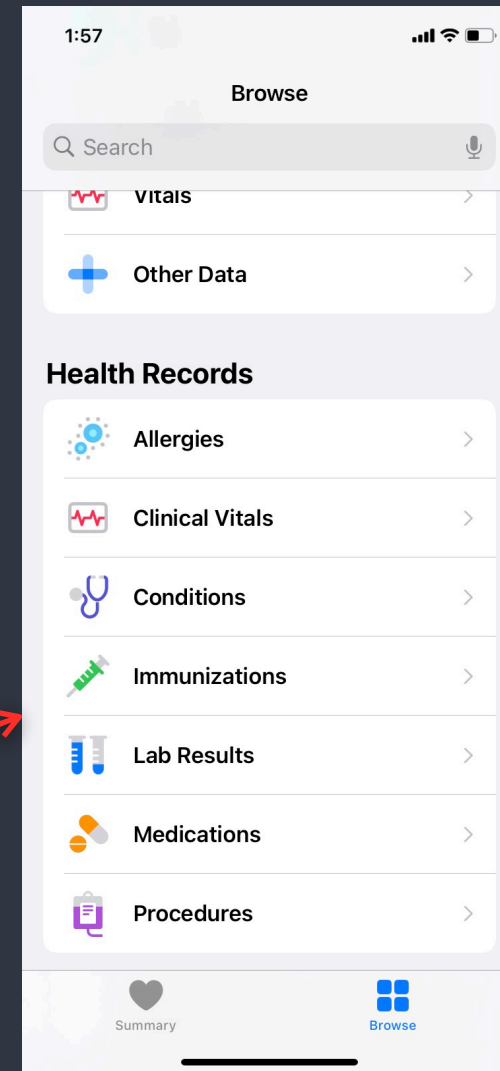 1:57
Browse
Search
Vitals
Other Data
Health Records
Allergies
Clinical Vitals
Conditions
Immunizations
Lab Results
Medications
Procedures
Summary
Browse